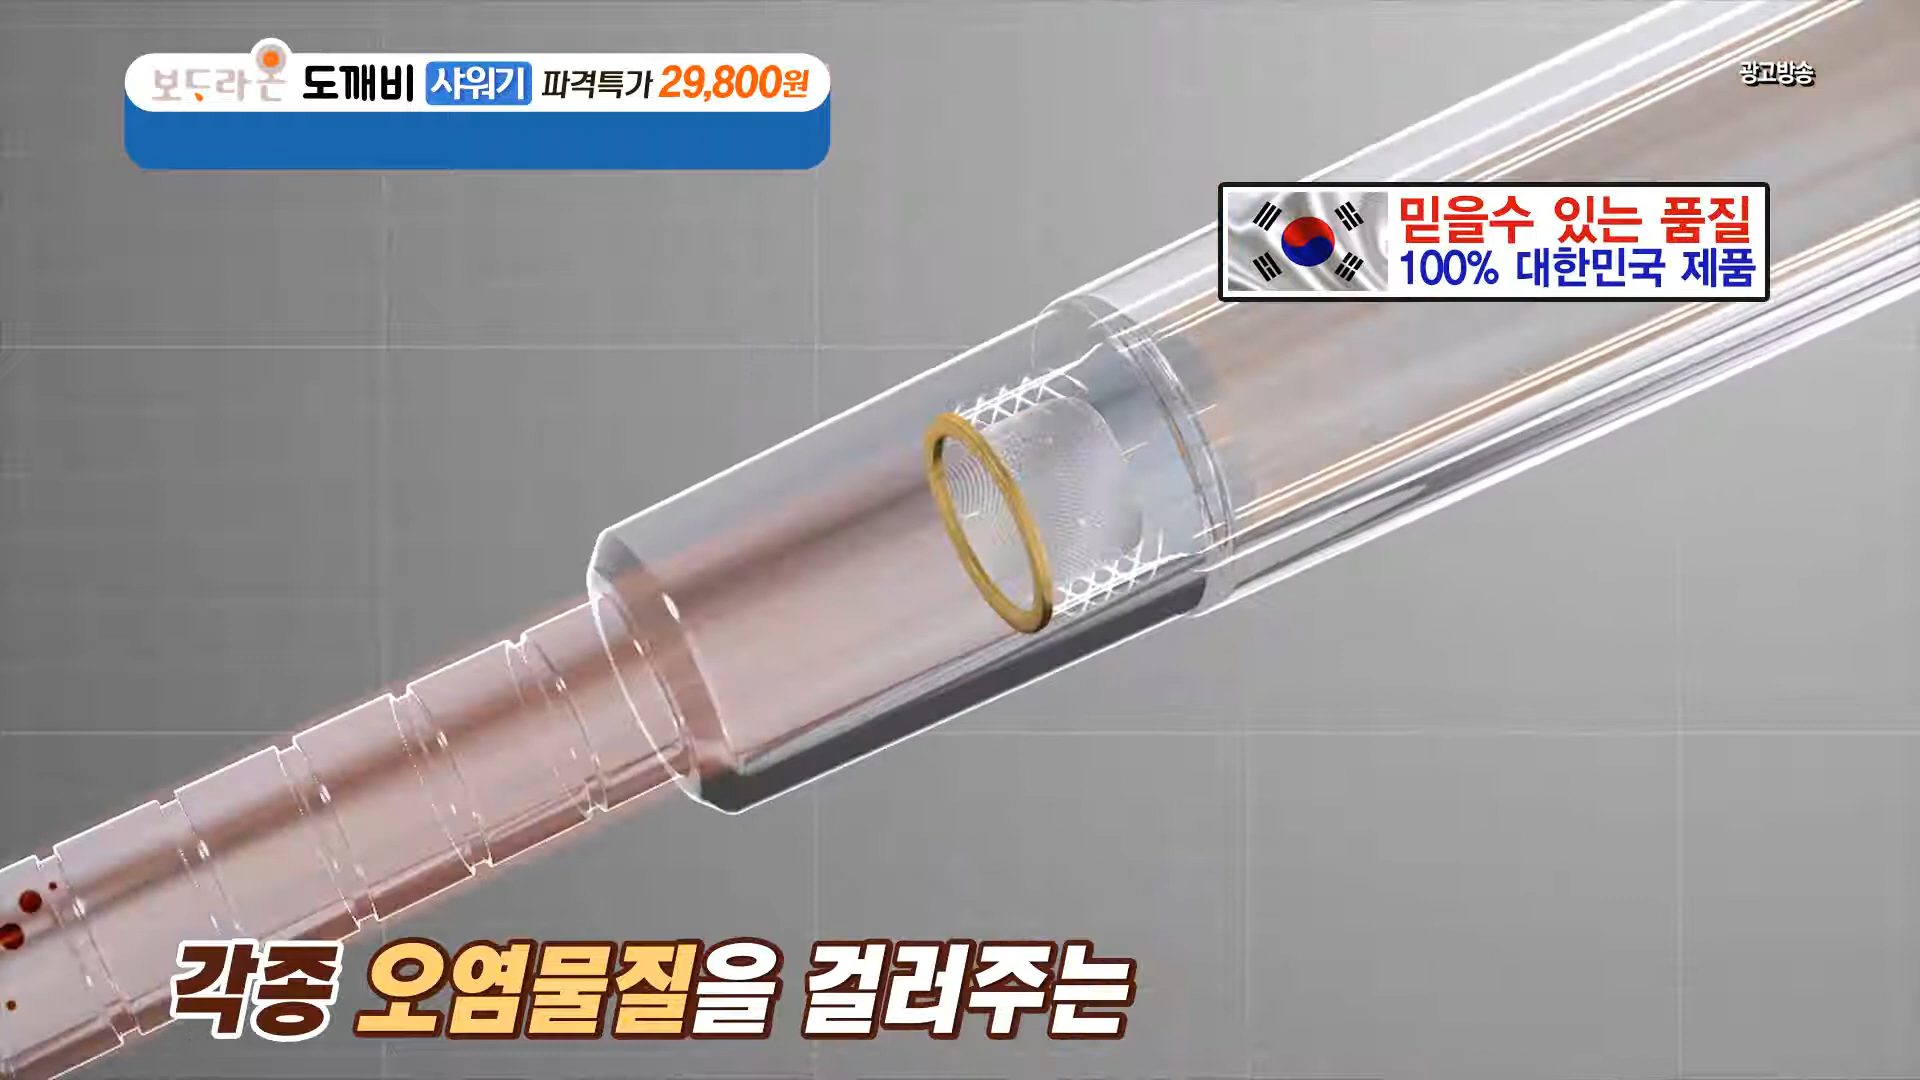 보드라온 도깨비 샤워기 파격특가 29,800원
광고방송
믿을수 있는 품질
100% 대한민국 제품
각종 오염물질을 걸러주는